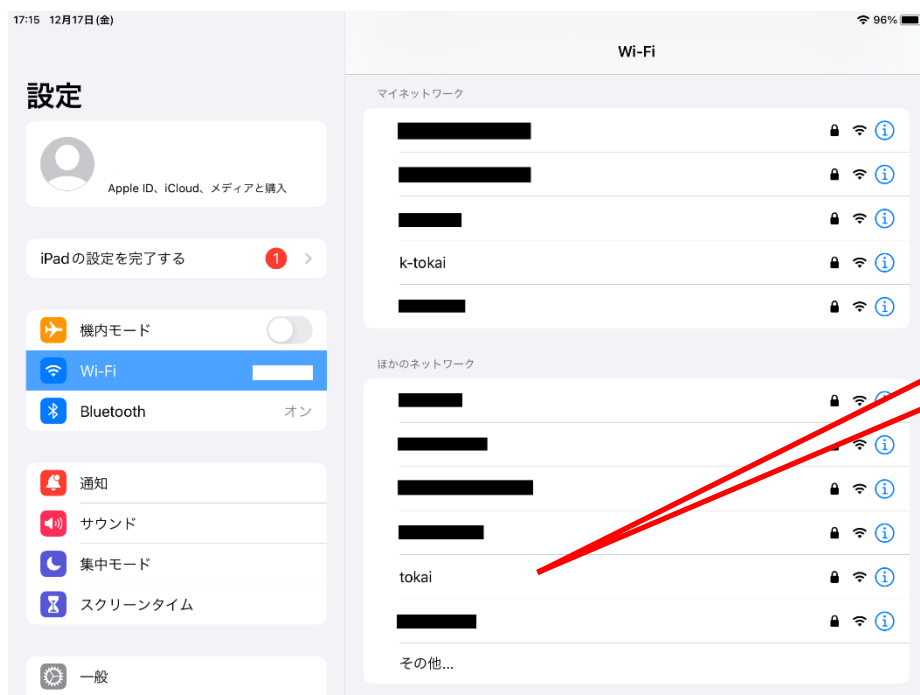 17:15 12月17日(金)
96%
設定
Apple ID、iCloud、メディアと購入
iPadの設定を完了する
1
機内モード
Wi-Fi
Bluetooth
オン
通知
サウンド
集中モード
スクリーンタイム
一般
Wi-Fi
マイネットワーク
k-tokai
ほかのネットワーク
tokai
その他...